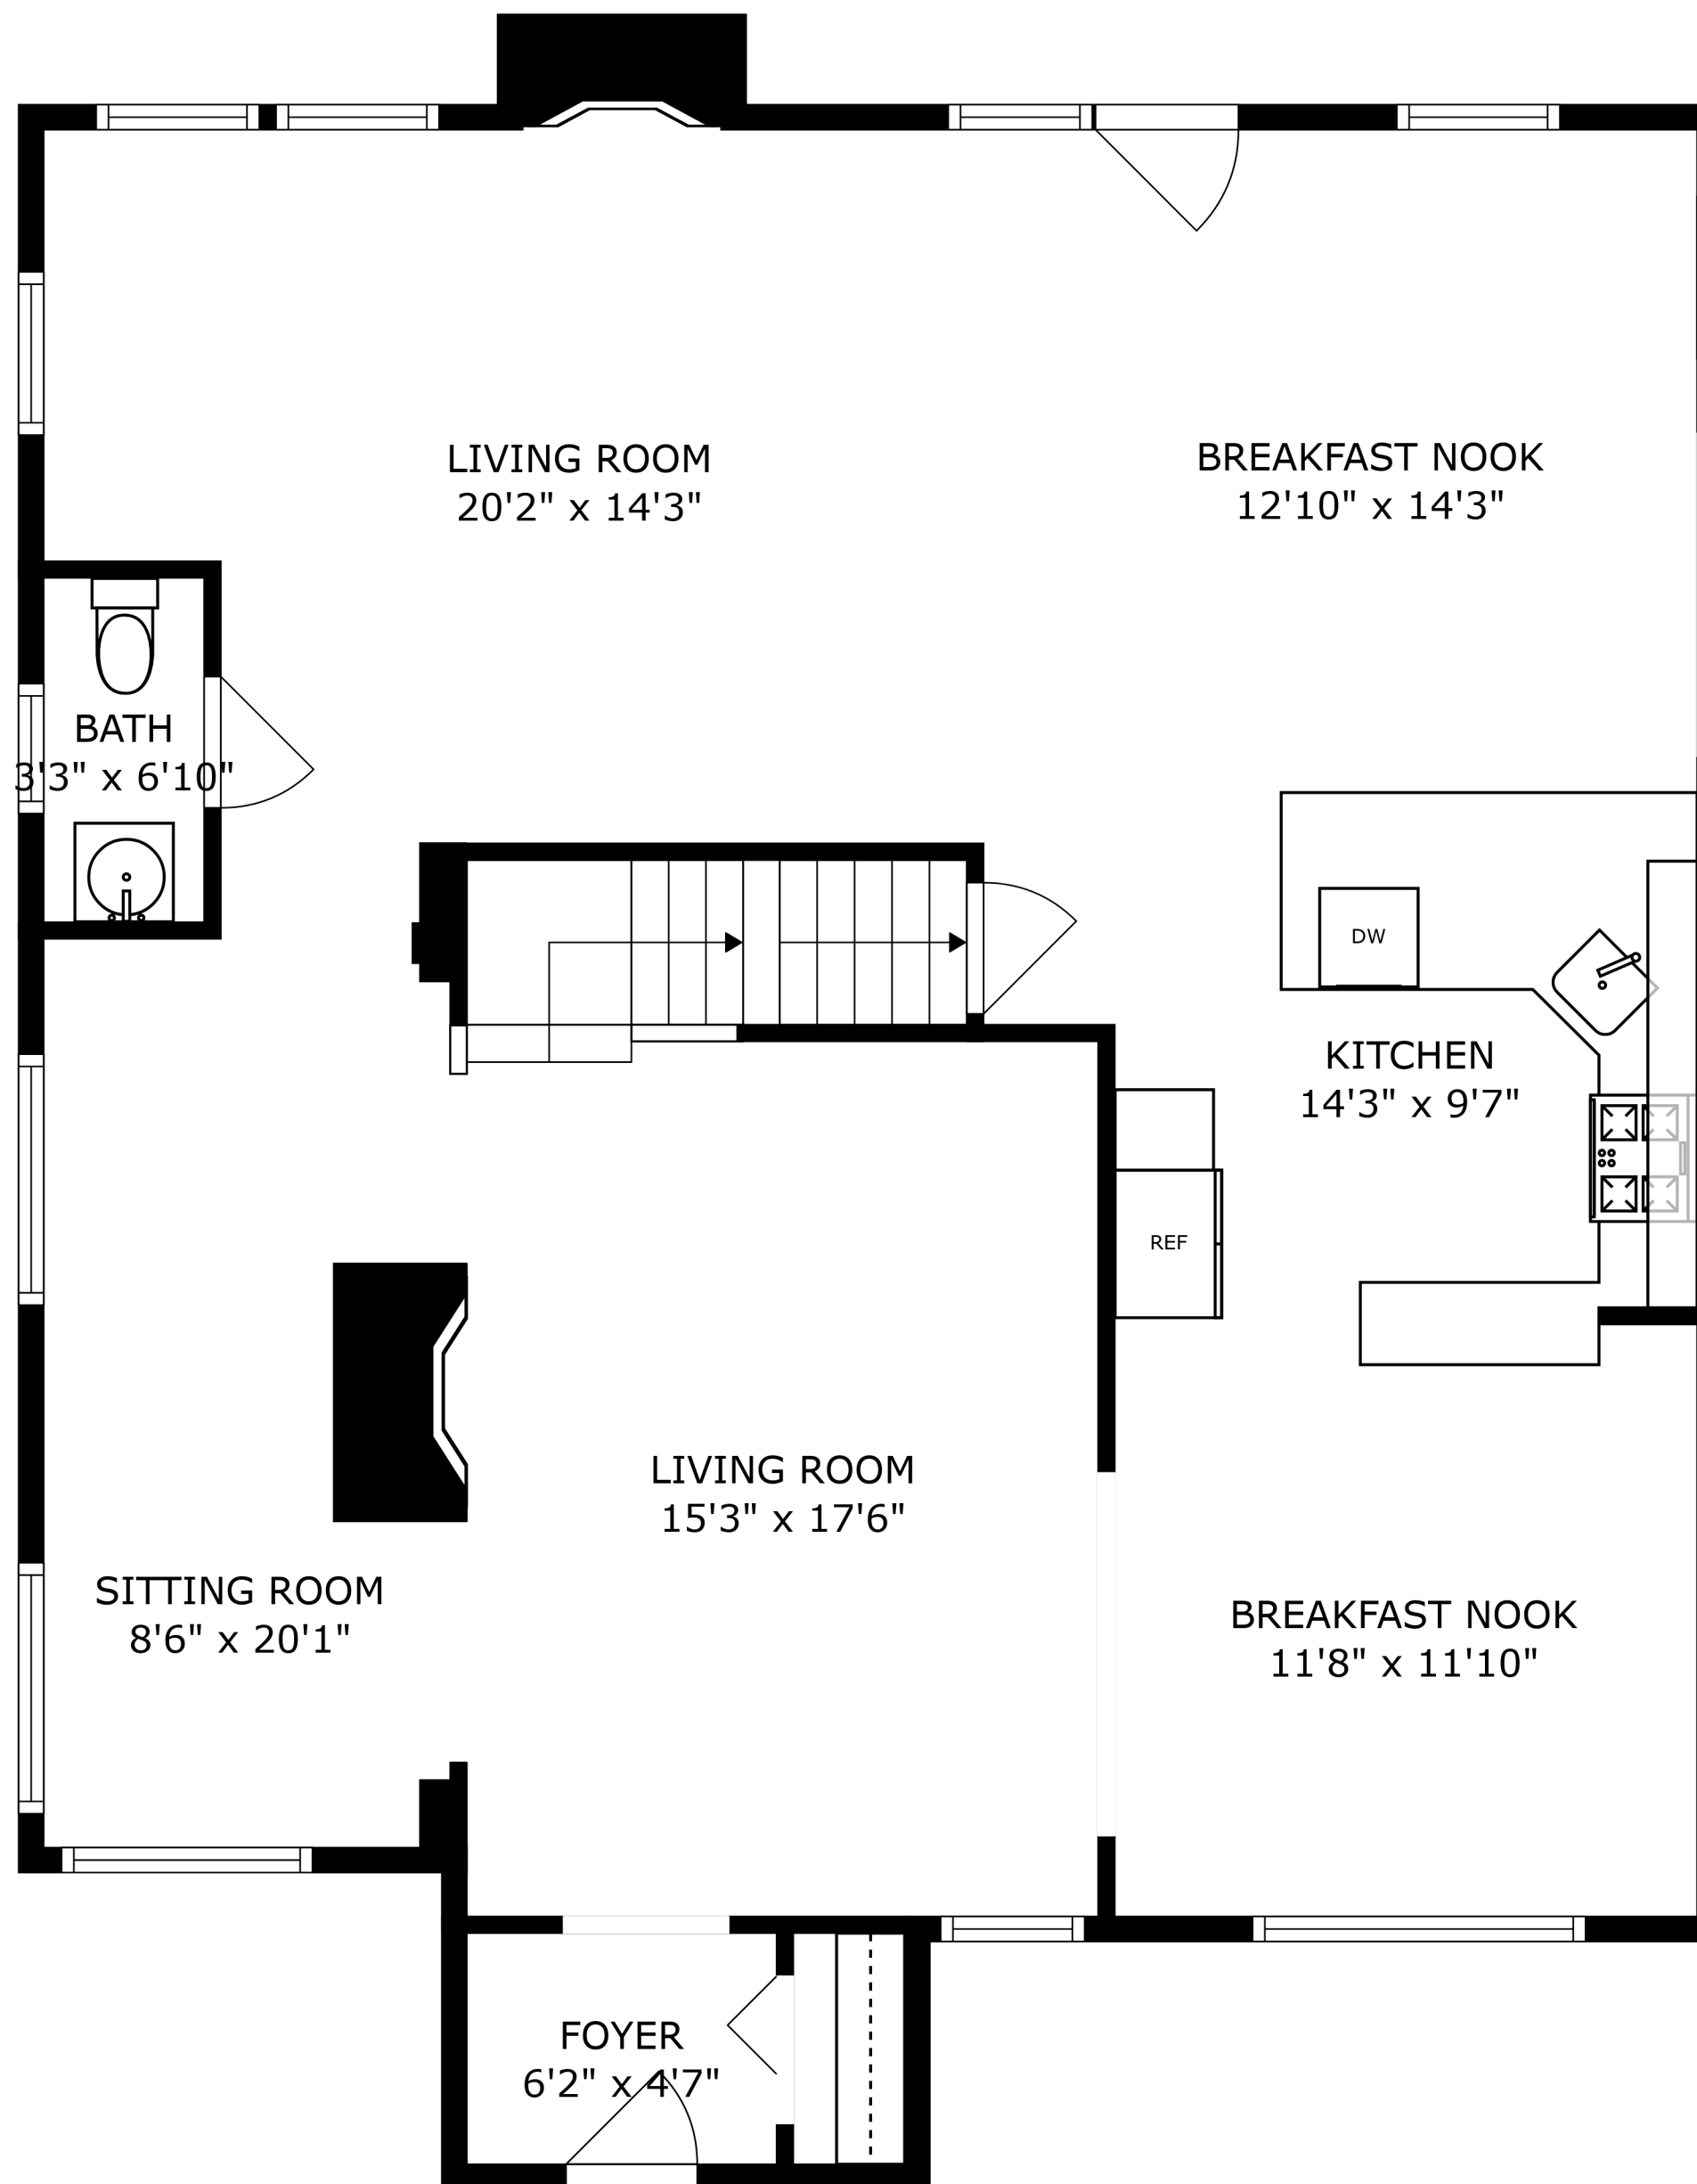 LIVING ROOM
20'2" x 14'3"
BREAKFAST NOOK
12'10" x 14'3"
BATH
3'3" x 6'10"
DW
KITCHEN
14'3" x 9'7"
REF
LIVING ROOM
15'3" x 17'6"
SITTING ROOM
8'6" x 20'1"
BREAKFAST NOOK
11'8" x 11'10"
FOYER
6'2" x 4'7"